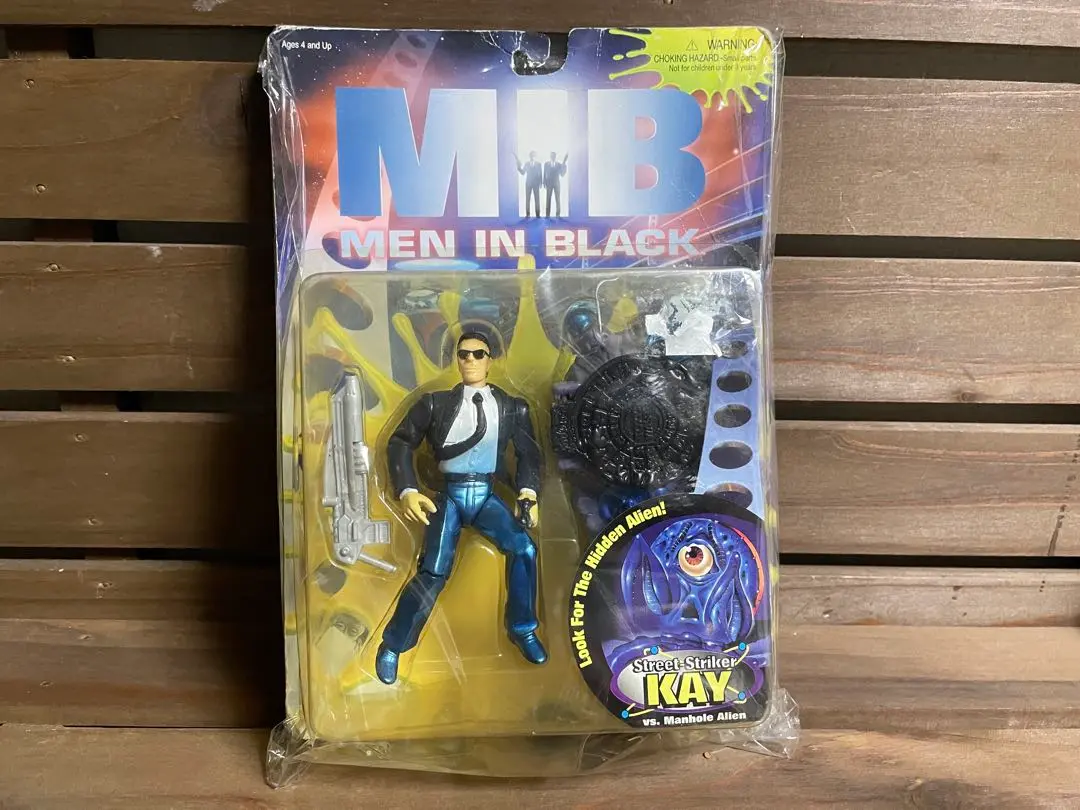 Ages 4 and Up
WARNING:
CHOKING HAZARD-Small parts
Not for children under 3 years
MIB
MEN IN BLACK
Look For The Hidden Alien!
Street-Striker
KAY
vs. Manhole Alien